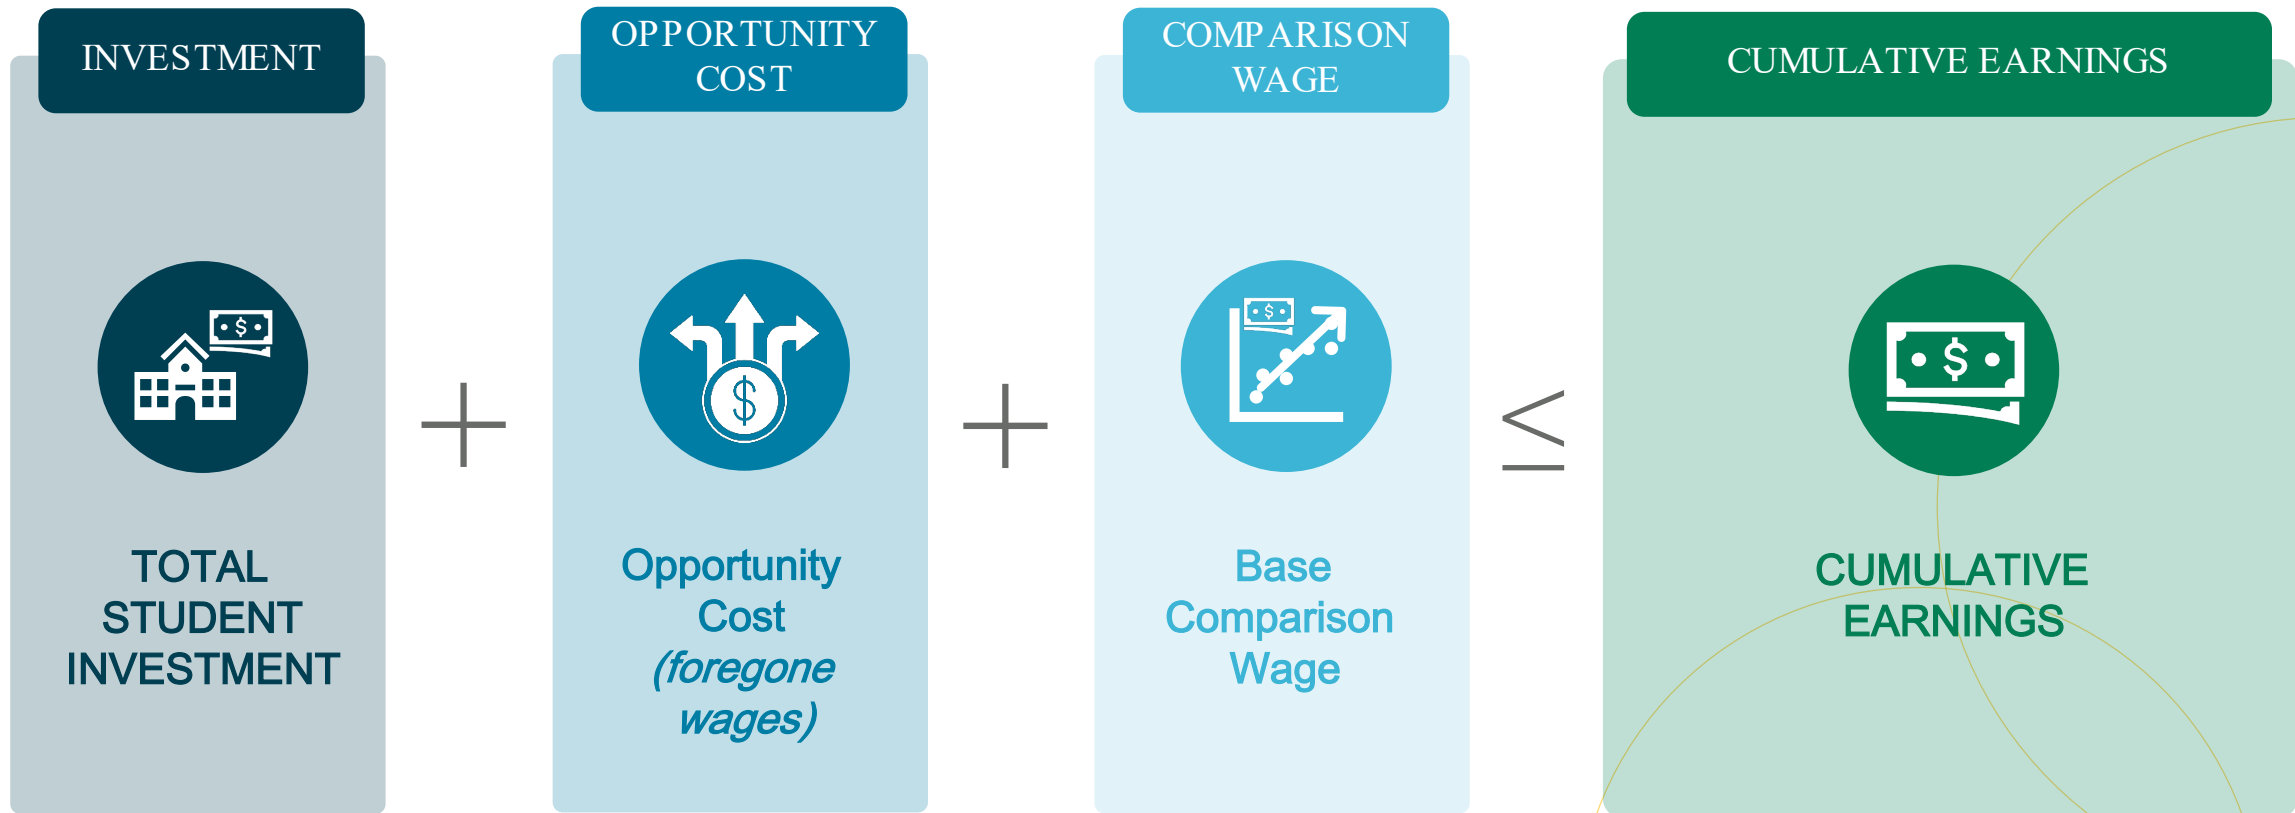 INVESTMENT
TOTAL
STUDENT
INVESTMENT
+
OPPORTUNITY
COST
$
Opportunity
Cost
(foregone
wages)
+
COMPARISON
WAGE
$
Base
Comparison
Wage
≤
CUMULATIVE EARNINGS
$
CUMULATIVE
EARNINGS